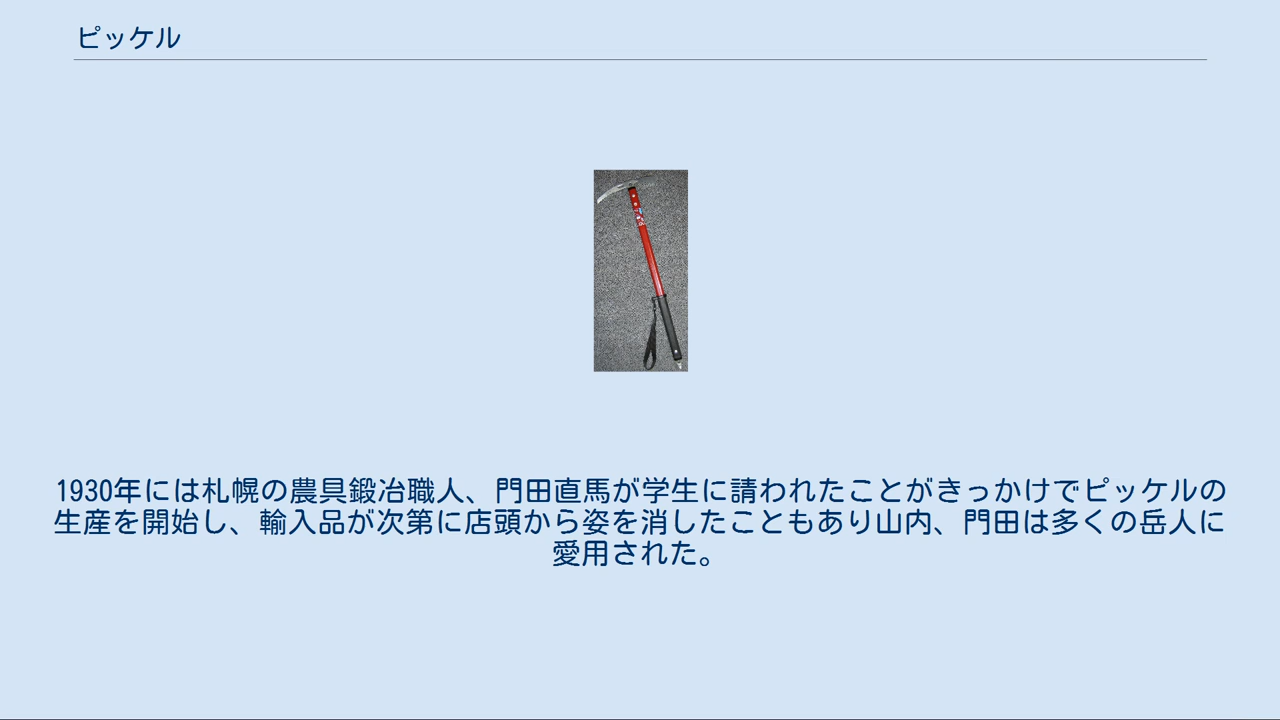 ピッケル
1930年には札幌の農具鍛冶職人、門田直馬が学生に請われたことがきっかけでピッケルの
生産を開始し、輸入品が次第に店頭から姿を消したこともあり山内、門田は多くの岳人に
愛用された。